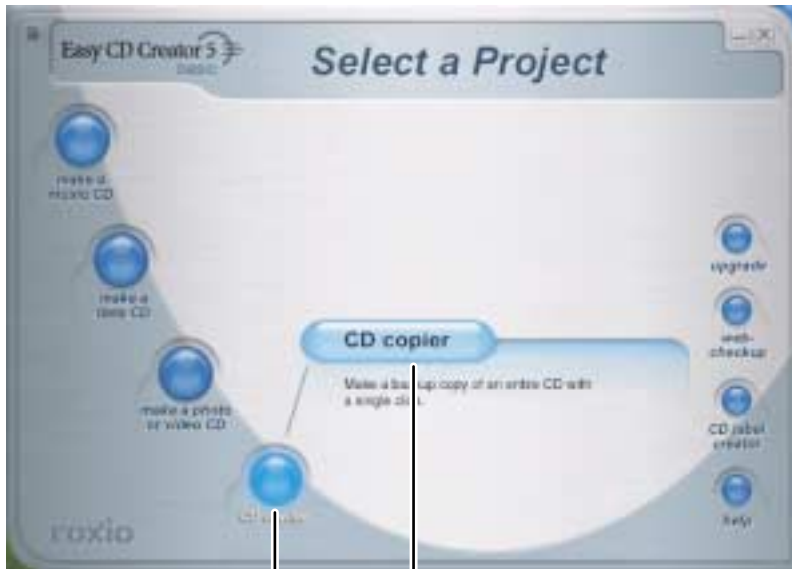 Easy CD Creator 5
BASIC
Select a Project
make a
music CD
make a
data CD
make a photo
or video CD
CD copier
Make a backup copy of an entire CD with
a single click.
upgrade
web-
checkup
CD label
creator
help
roxio